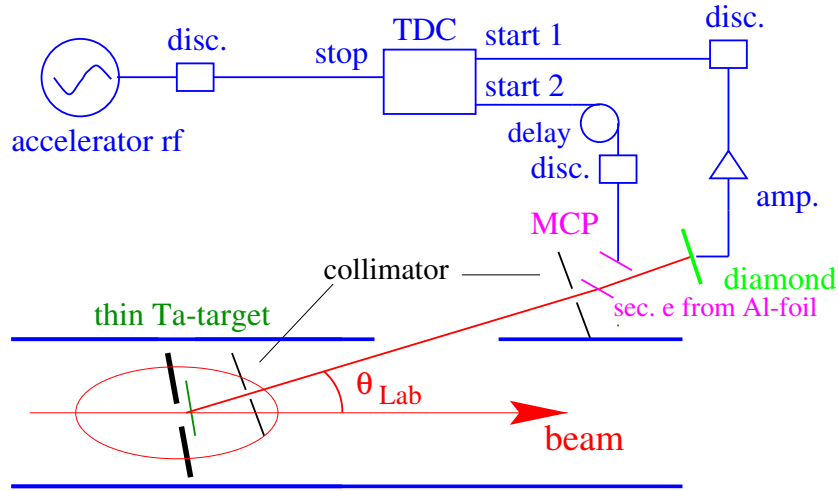 disc.
TDC
start 1
disc.
stop
start 2
accelerator rf
delay
disc.
amp.
MCP
collimator
diamond
thin Ta-target
sec. e from Al-foil
θ Lab
beam